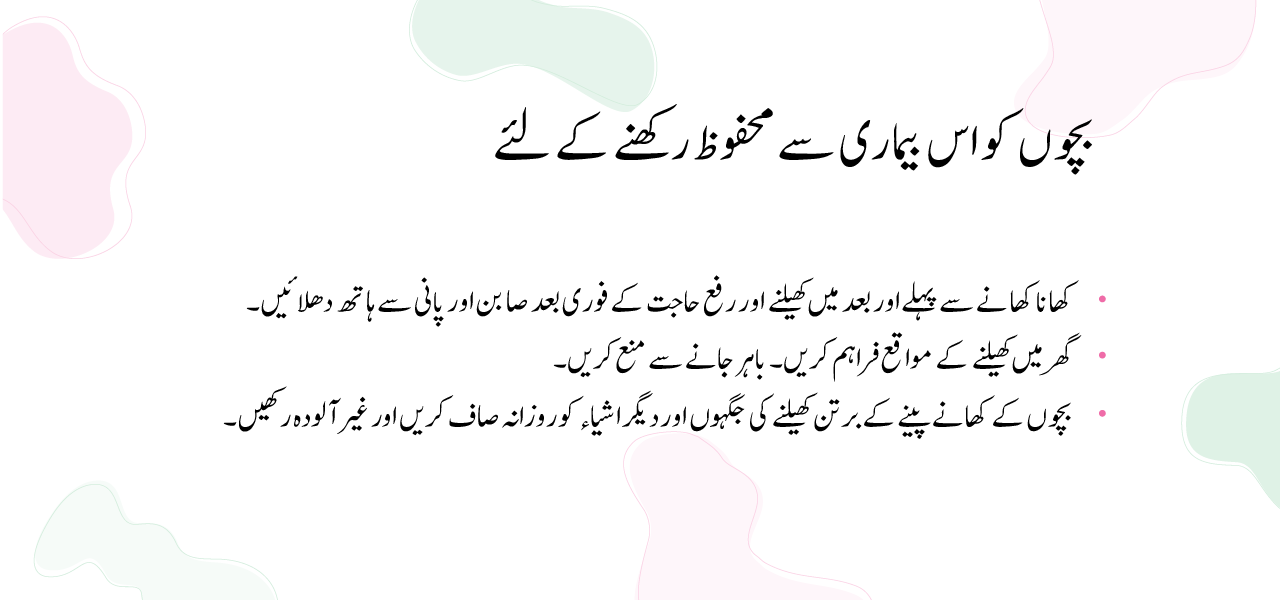 بچوں کو اس بیماری سے محفوظ رکھنے کے لئے
• کھانا کھانے سے پہلے اور بعد میں کھیلنے اور رفع حاجت کے فوری بعد صابن اور پانی سے ہاتھ دھلائیں۔
• گھر میں کھیلنے کے مواقع فراہم کریں۔ باہر جانے سے منع کریں۔
• بچوں کے کھانے پینے کے برتن کھیلنے کی جگہوں اور دیگر اشیاء کو روزانہ صاف کریں اور غیر آلودہ رکھیں۔